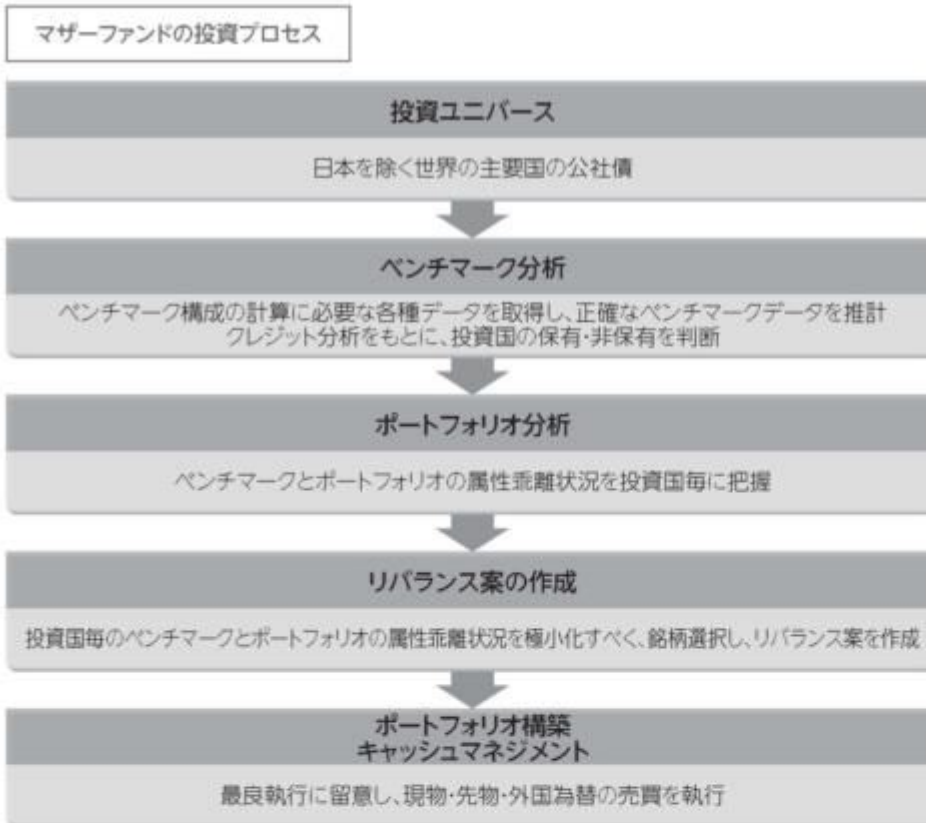 マザーファンドの投資プロセス
投資ユニバース
日本を除く世界の主要国の公社債
ベンチマーク分析
ベンチマーク構成の計算に必要な各種データを取得し、正確なベンチマークデータを推計
クレジット分析をもとに、投資国の保有・非保有を判断
ポートフォリオ分析
ベンチマークとポートフォリオの属性乖離状況を投資国毎に把握
リバランス案の作成
投資国毎のベンチマークとポートフォリオの属性乖離状況を極小化すべく、銘柄選択し、リバランス案を作成
ポートフォリオ構築
キャッシュマネジメント
最良執行に留意し、現物・先物・外国為替の売買を執行